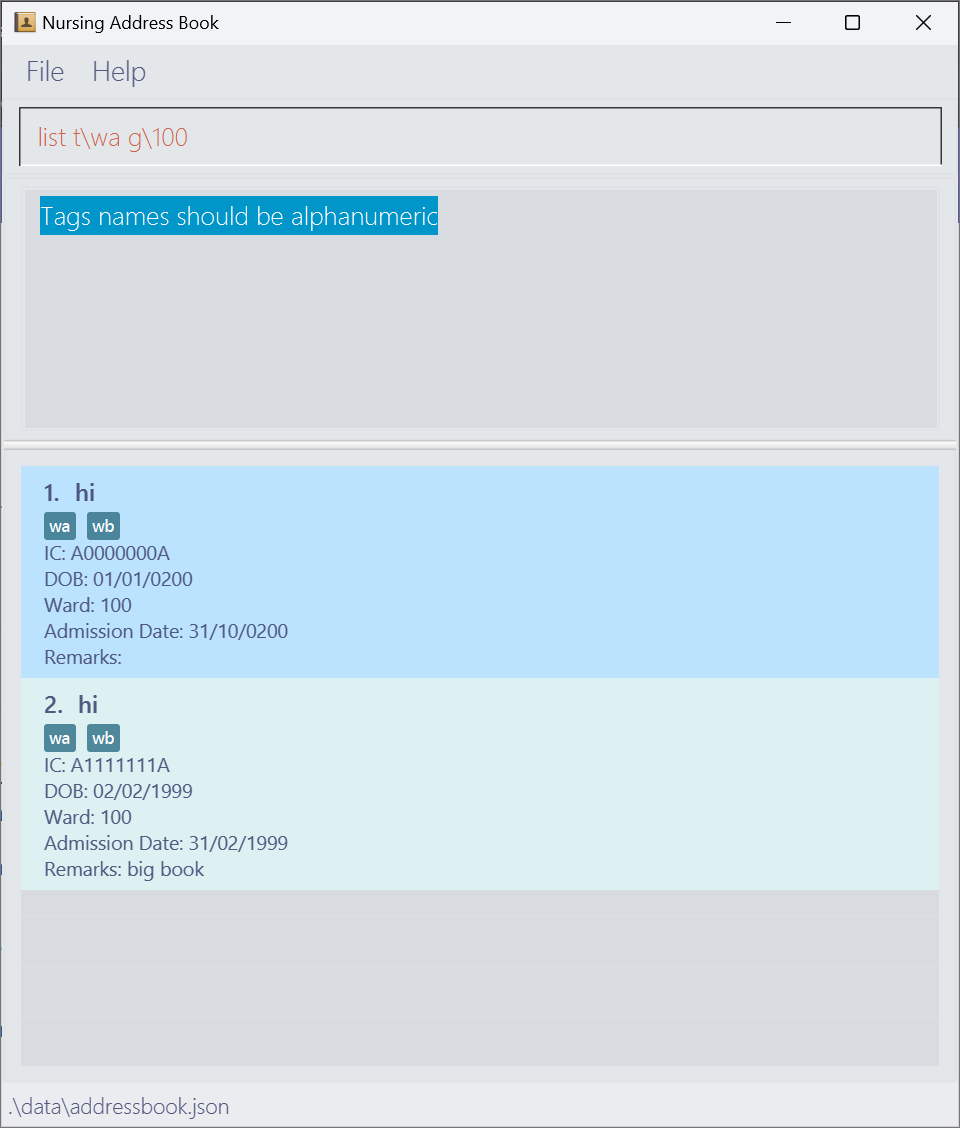 Nursing Address Book
File Help
list t\wa g\100
Tags names should be alphanumeric
1. hi
wa wb
IC: A0000000A
DOB: 01/01/0200
Ward: 100
Admission Date: 31/10/0200
Remarks:
2. hi
wa wb
IC: A1111111A
DOB: 02/02/1999
Ward: 100
Admission Date: 31/02/1999
Remarks: big book
.\data\addressbook.json